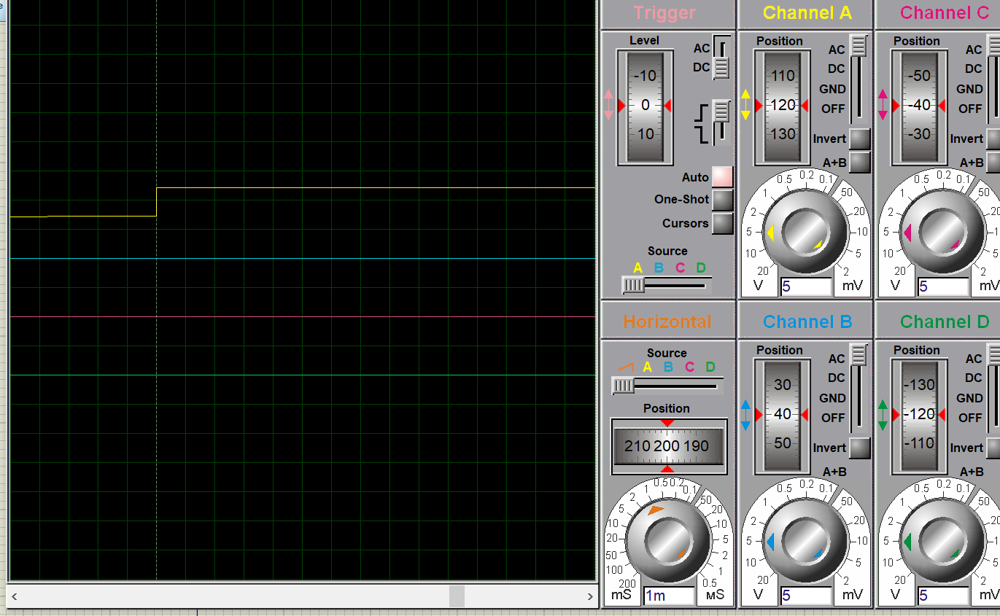 Trigger
Level
-10
0
10
AC
DC
Auto
One-Shot
Cursors
Source
A B C D
Channel A
Position
110
120
130
AC
DC
GND
OFF
Invert
A+B
20
10
5
2
1
0.5
0.2
0.1
50
20
10
5
2
V
5
mV
Channel C
Position
-50
-40
-30
AC
DC
GND
OFF
Invert
A+B
20
10
5
2
1
0.5
0.2
0.1
50
20
5
2
V
5
mV
Horizontal
Source
A B C D
Position
210 200 190
200
100
50
20
10
5
2
1
0.5
0.2
0.1
50
20
10
5
2
1
0.5
mS
1m
мS
Channel B
Position
30
40
50
AC
DC
GND
OFF
Invert
A+B
20
10
5
2
1
0.5
0.2
0.1
50
20
10
5
2
V
5
mV
Channel D
Position
-130
-120
-110
AC
DC
GND
OFF
Invert
A+B
20
10
5
2
1
0.5
0.2
0.1
50
20
5
2
V
5
mV